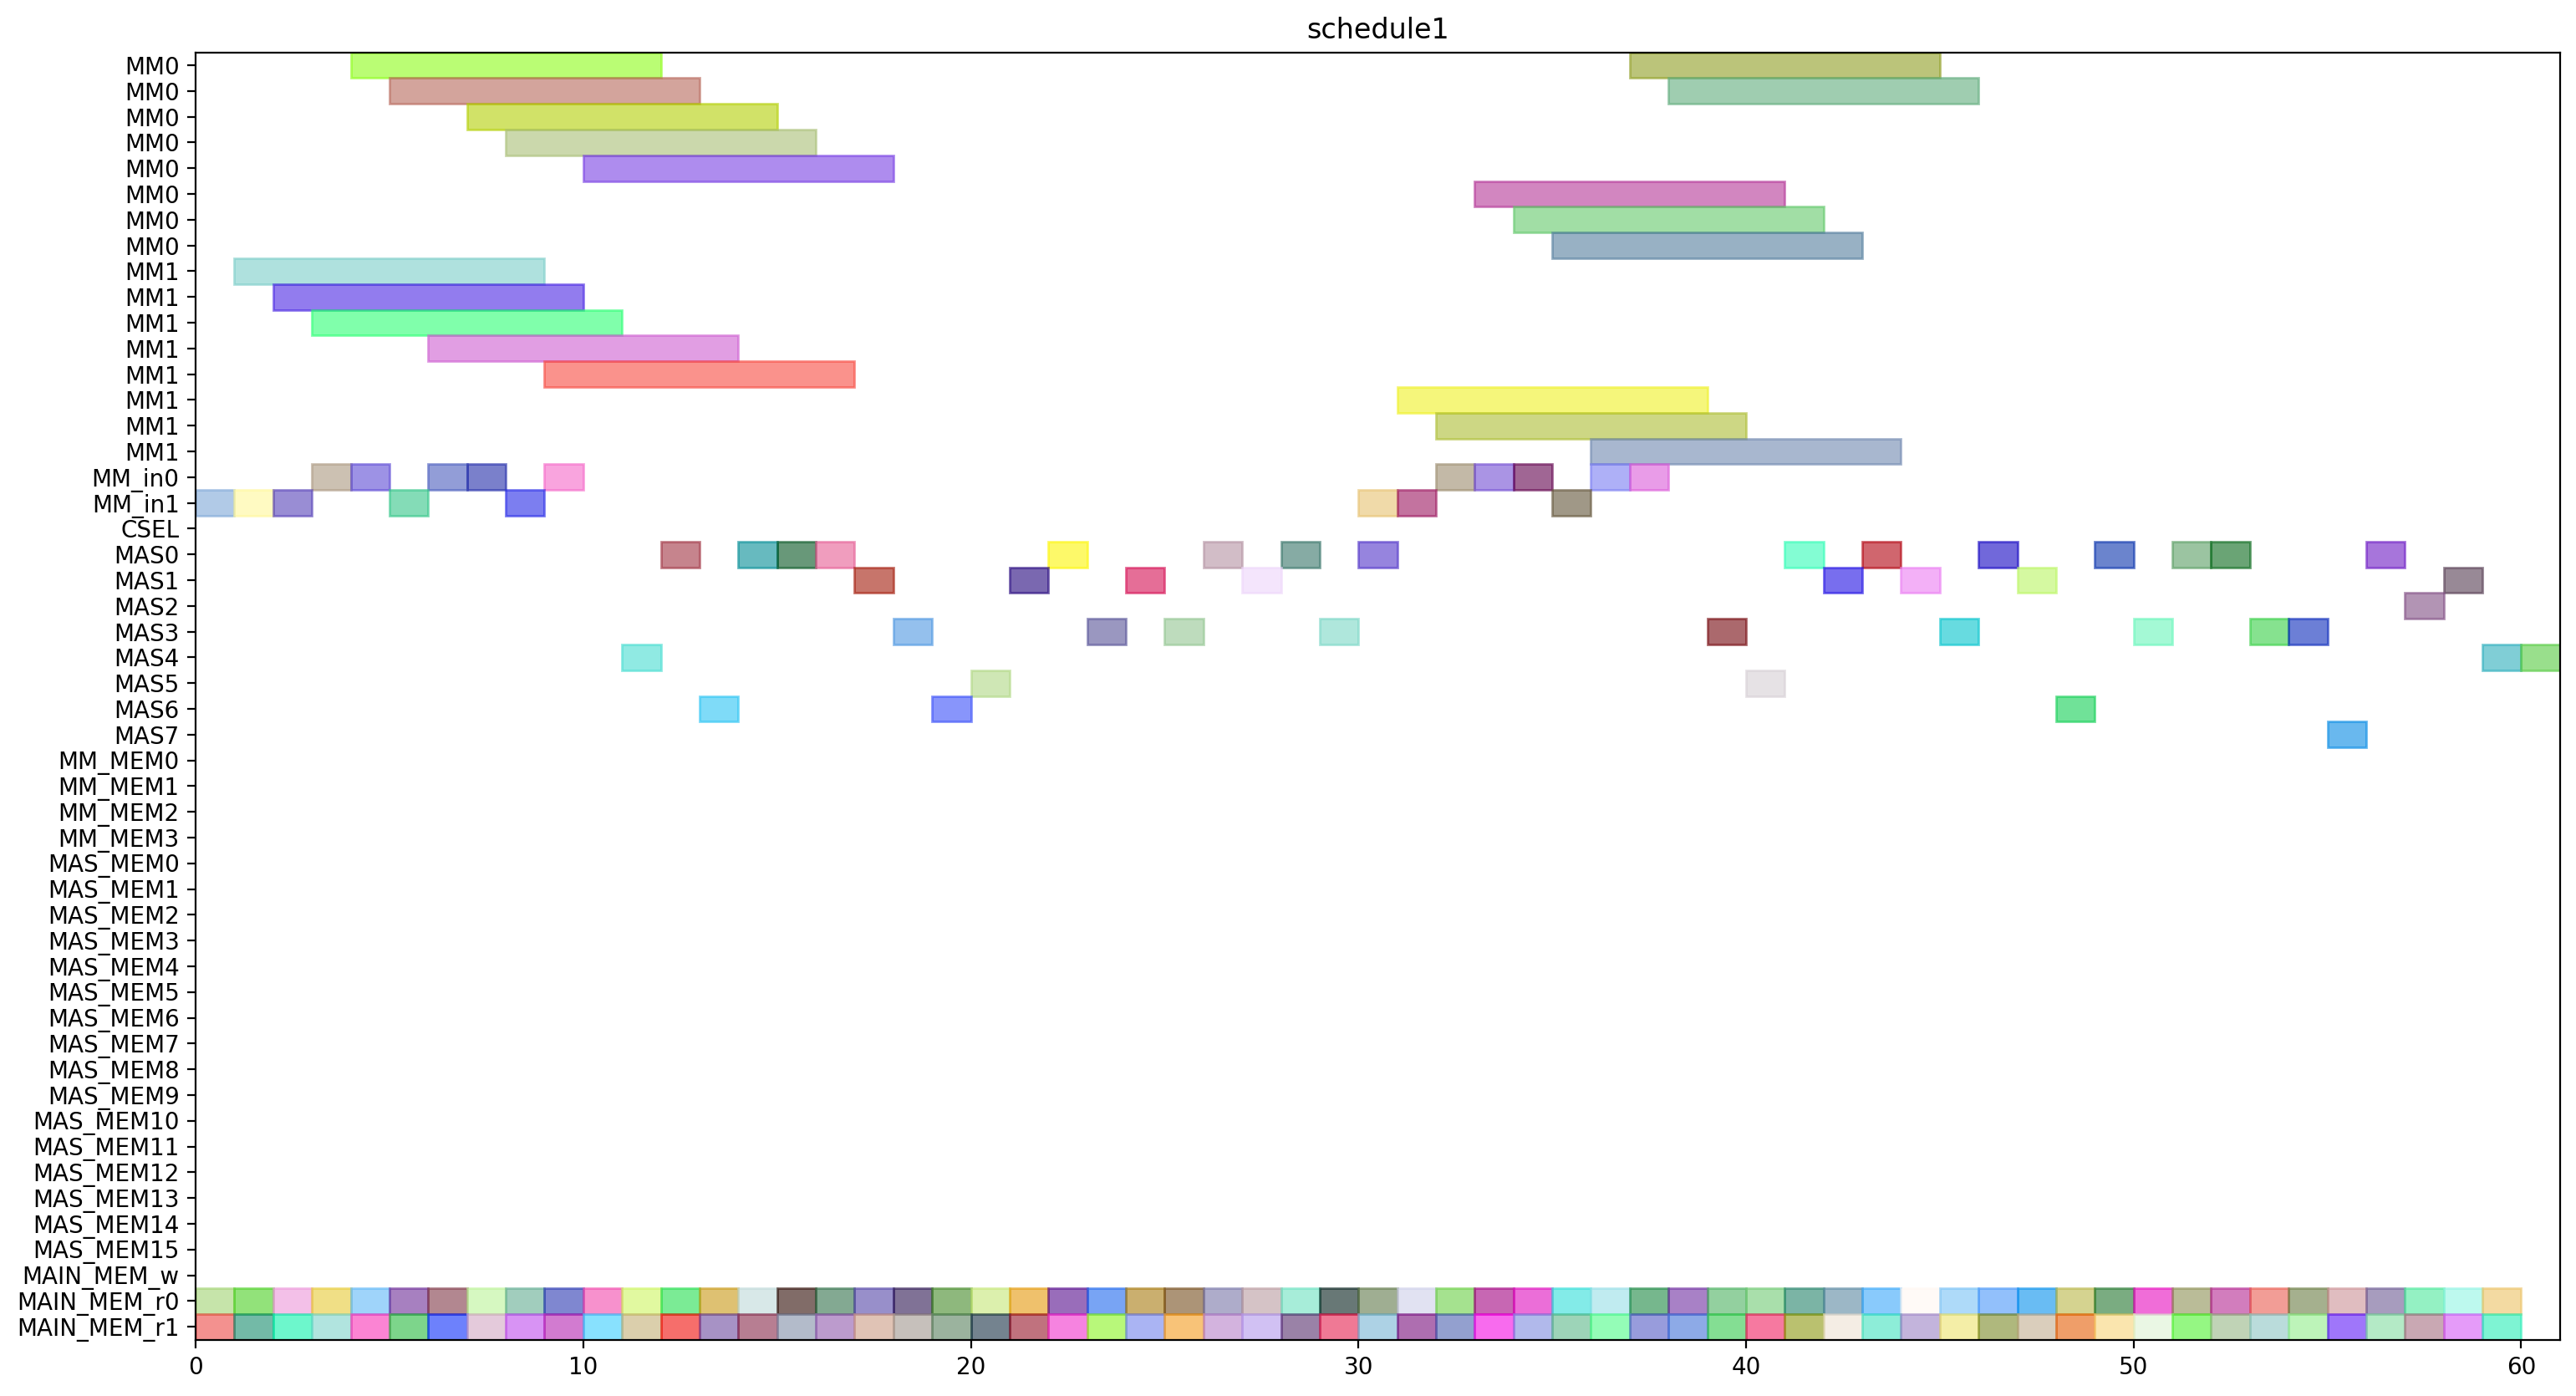 schedule1
MM0
MM0
MM0
MM0
MM0
MM0
MM0
MM0
MM1
MM1
MM1
MM1
MM1
MM1
MM1
MM1
MM_in0
MM_in1
CSEL
MAS0
MAS1
MAS2
MAS3
MAS4
MAS5
MAS6
MAS7
MM_MEM0
MM_MEM1
MM_MEM2
MM_MEM3
MAS_MEM0
MAS_MEM1
MAS_MEM2
MAS_MEM3
MAS_MEM4
MAS_MEM5
MAS_MEM6
MAS_MEM7
MAS_MEM8
MAS_MEM9
MAS_MEM10
MAS_MEM11
MAS_MEM12
MAS_MEM13
MAS_MEM14
MAS_MEM15
MAIN_MEM_w
MAIN_MEM_r0
MAIN_MEM_r1
0 10 20 30 40 50 60